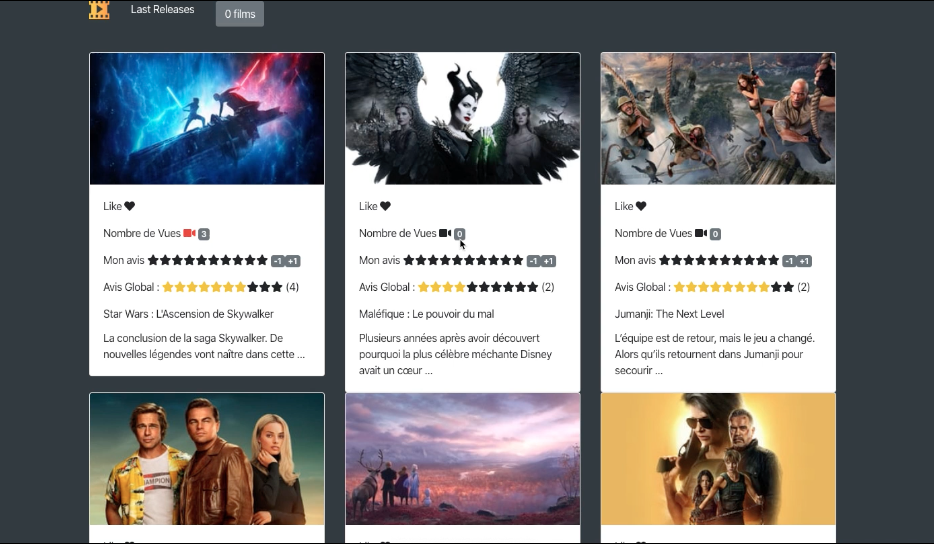 Last Releases
0 films
Like
Nombre de Vues 3
Mon avis -1 +1
Avis Global : (4)
Star Wars : L'Ascension de Skywalker
La conclusion de la saga Skywalker. De
nouvelles légendes vont naître dans cette ...
Like
Nombre de Vues 0
Mon avis -1 +1
Avis Global : (2)
Maléfique : Le pouvoir du mal
Plusieurs années après avoir découvert
pourquoi la plus célèbre méchante Disney
avait un cœur ...
Like
Nombre de Vues 0
Mon avis -1 +1
Avis Global : (2)
Jumanji: The Next Level
L'équipe est de retour, mais le jeu a changé.
Alors qu'ils retournent dans Jumanji pour
secourir ...